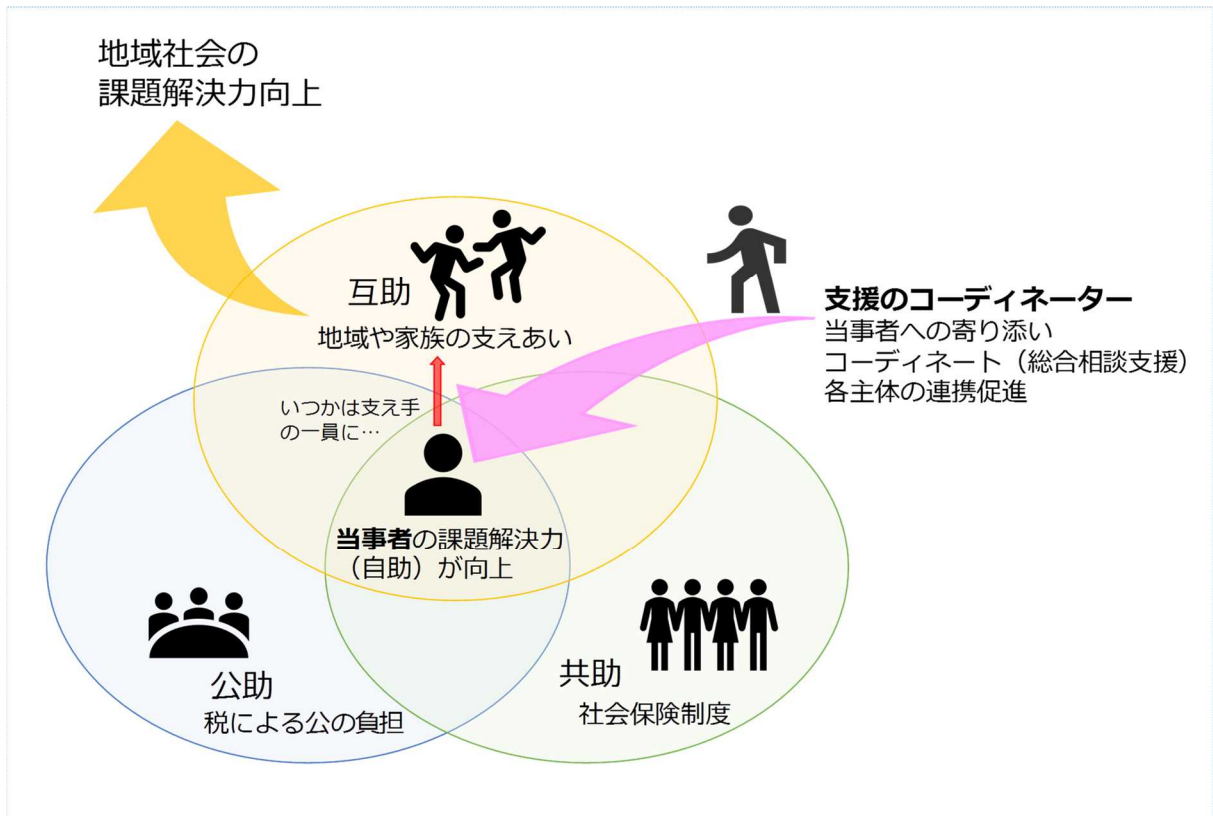 地域社会の
課題解決力向上
互助
地域や家族の支えあい
支援のコーディネーター
当事者への寄り添い
コーディネート（総合相談支援）
各主体の連携促進
いつかは支え手
の一員に…
当事者の課題解決力
（自助）が向上
公助
税による公の負担
共助
社会保険制度